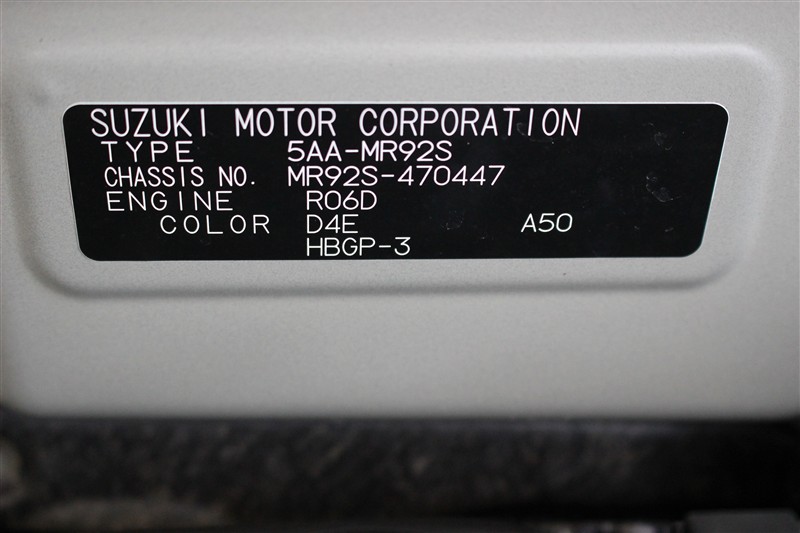 SUZUKI MOTOR CORPORATION
TYPE 5AA-MR92S
CHASSIS NO. MR92S-470447
ENGINE R06D
COLOR D4E A50
HBGP-3